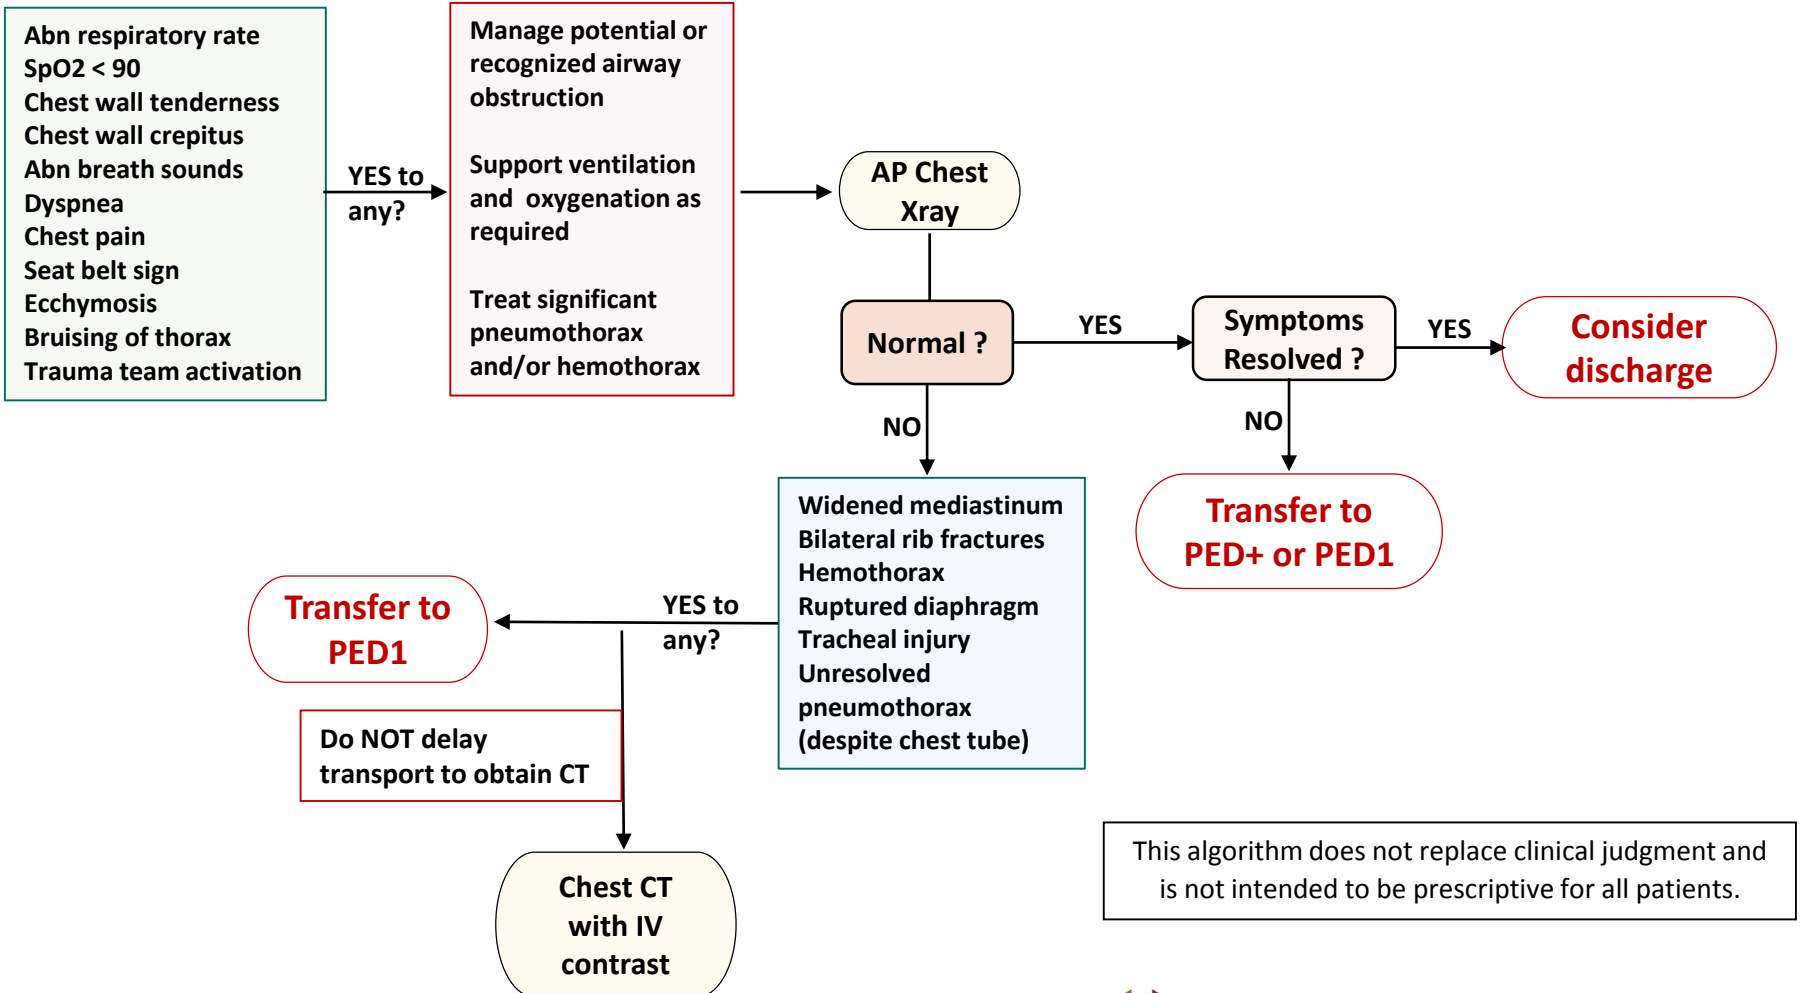 Abn respiratory rate
SpO2 < 90
Chest wall tenderness
Chest wall crepitus
Abn breath sounds
Dyspnea
Chest pain
Seat belt sign
Ecchymosis
Bruising of thorax
Trauma team activation
YES to
any?
Manage potential or
recognized airway
obstruction
Support ventilation
and oxygenation as
required
Treat significant
pneumothorax
and/or hemothorax
AP Chest
Xray
Normal ?
YES
Symptoms
Resolved ?
YES
Consider
discharge
NO
NO
Transfer to
PED+ or PED1
Widened mediastinum
Bilateral rib fractures
Hemothorax
Ruptured diaphragm
Tracheal injury
Unresolved
pneumothorax
(despite chest tube)
YES to
any?
Transfer to
PED1
Do NOT delay
transport to obtain CT
Chest CT
with IV
contrast
This algorithm does not replace clinical judgment and
is not intended to be prescriptive for all patients.